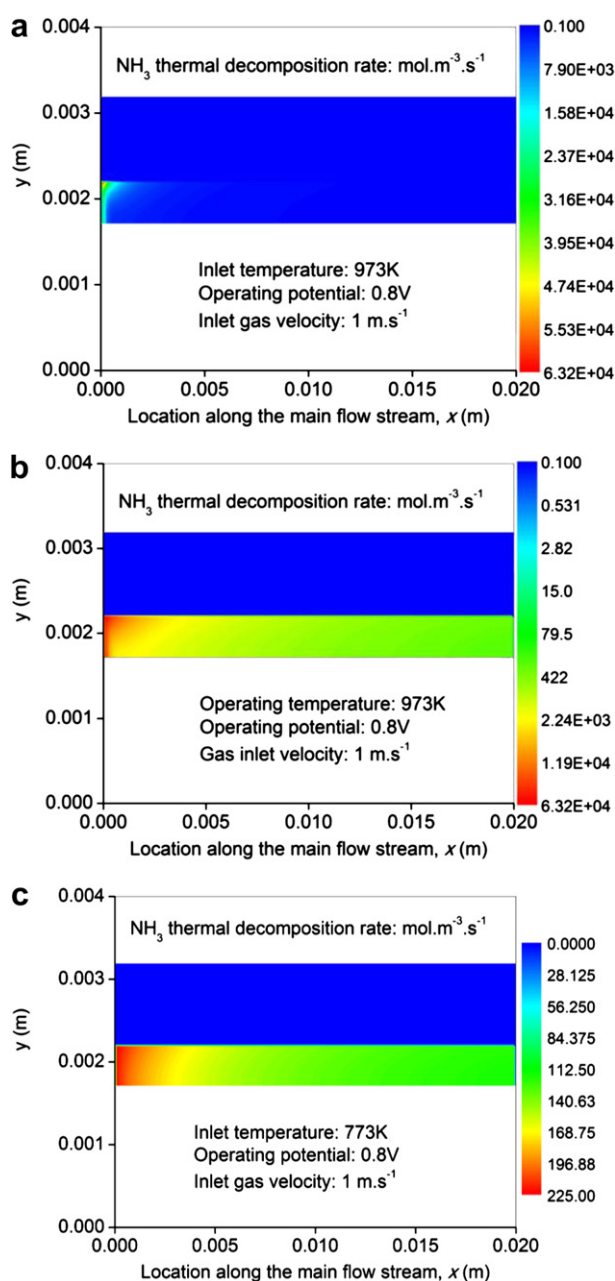 a
NH₃ thermal decomposition rate: mol.m⁻³.s⁻¹
y (m)
0.004
0.003
0.002
0.001
0.000
Inlet temperature: 973K
Operating potential: 0.8V
Inlet gas velocity: 1 m.s⁻¹
0.000 0.005 0.010 0.015 0.020
Location along the main flow stream, x (m)
0.100
7.90E+03
1.58E+04
2.37E+04
3.16E+04
3.95E+04
4.74E+04
5.53E+04
6.32E+04
b
NH₃ thermal decomposition rate: mol.m⁻³.s⁻¹
y (m)
0.004
0.003
0.002
0.001
0.000
Operating temperature: 973K
Operating potential: 0.8V
Gas inlet velocity: 1 m.s⁻¹
0.000 0.005 0.010 0.015 0.020
Location along the main flow stream, x (m)
0.100
0.531
2.82
15.0
79.5
422
2.24E+03
1.19E+04
6.32E+04
c
NH₃ thermal decomposition rate: mol.m⁻³.s⁻¹
y (m)
0.004
0.003
0.002
0.001
0.000
Inlet temperature: 773K
Operating potential: 0.8V
Inlet gas velocity: 1 m.s⁻¹
0.000 0.005 0.010 0.015 0.020
Location along the main flow stream, x (m)
0.0000
28.125
56.250
84.375
112.50
140.63
168.75
196.88
225.00